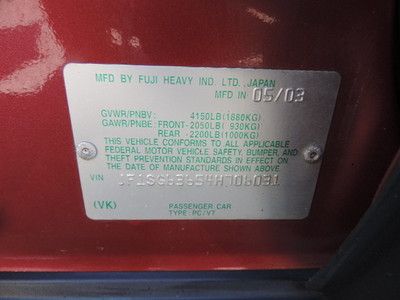 MFD BY FUJI HEAVY IND. LTD. JAPAN
MFD IN 05/03
GVWR/PNBV: 4150LB(1880KG)
GAWR/PNBE: FRONT-2050LB( 930KG)
REAR -2200LB(1000KG)
THIS VEHICLE CONFORMS TO ALL APPLICABLE
FEDERAL MOTOR VEHICLE SAFETY, BUMPER, AND
THEFT PREVENTION STANDARDS IN EFFECT ON
THE DATE OF MANUFACTURE SHOWN ABOVE.
VIN
(VK)
PASSENGER CAR
TYPE:PC/VT